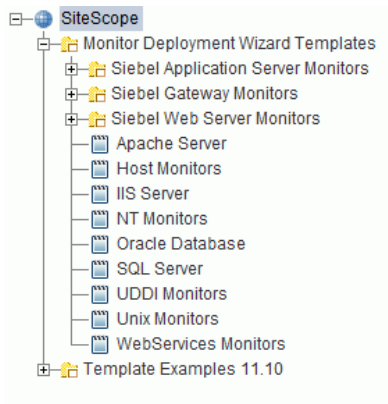 SiteScope
Monitor Deployment Wizard Templates
Siebel Application Server Monitors
Siebel Gateway Monitors
Siebel Web Server Monitors
Apache Server
Host Monitors
IIS Server
NT Monitors
Oracle Database
SQL Server
UDDI Monitors
Unix Monitors
WebServices Monitors
Template Examples 11.10